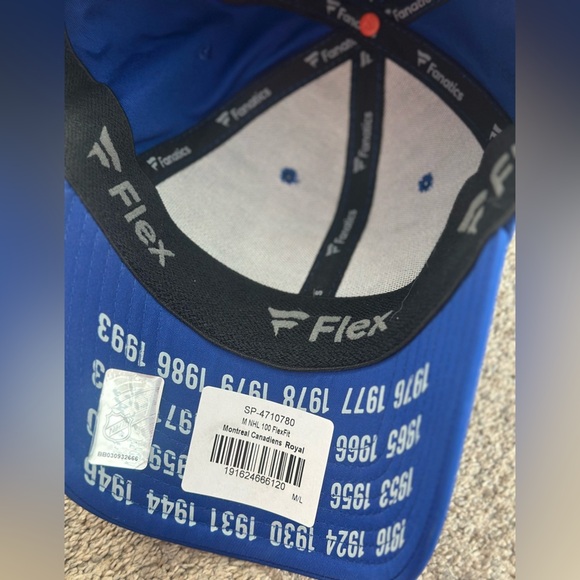 Fanatics
Fanatics
Fanatics
Fanatics
Fanatics
Fanatics
Flex
Flex
SP-4710780
M NHL 100 FlexFit
Montreal Canadiens Royal
191624666120
M/L
1916 1924 1930 1931 1944 1946
1953 1956
1965 1966
1976 1977 1978 1979 1986 1993